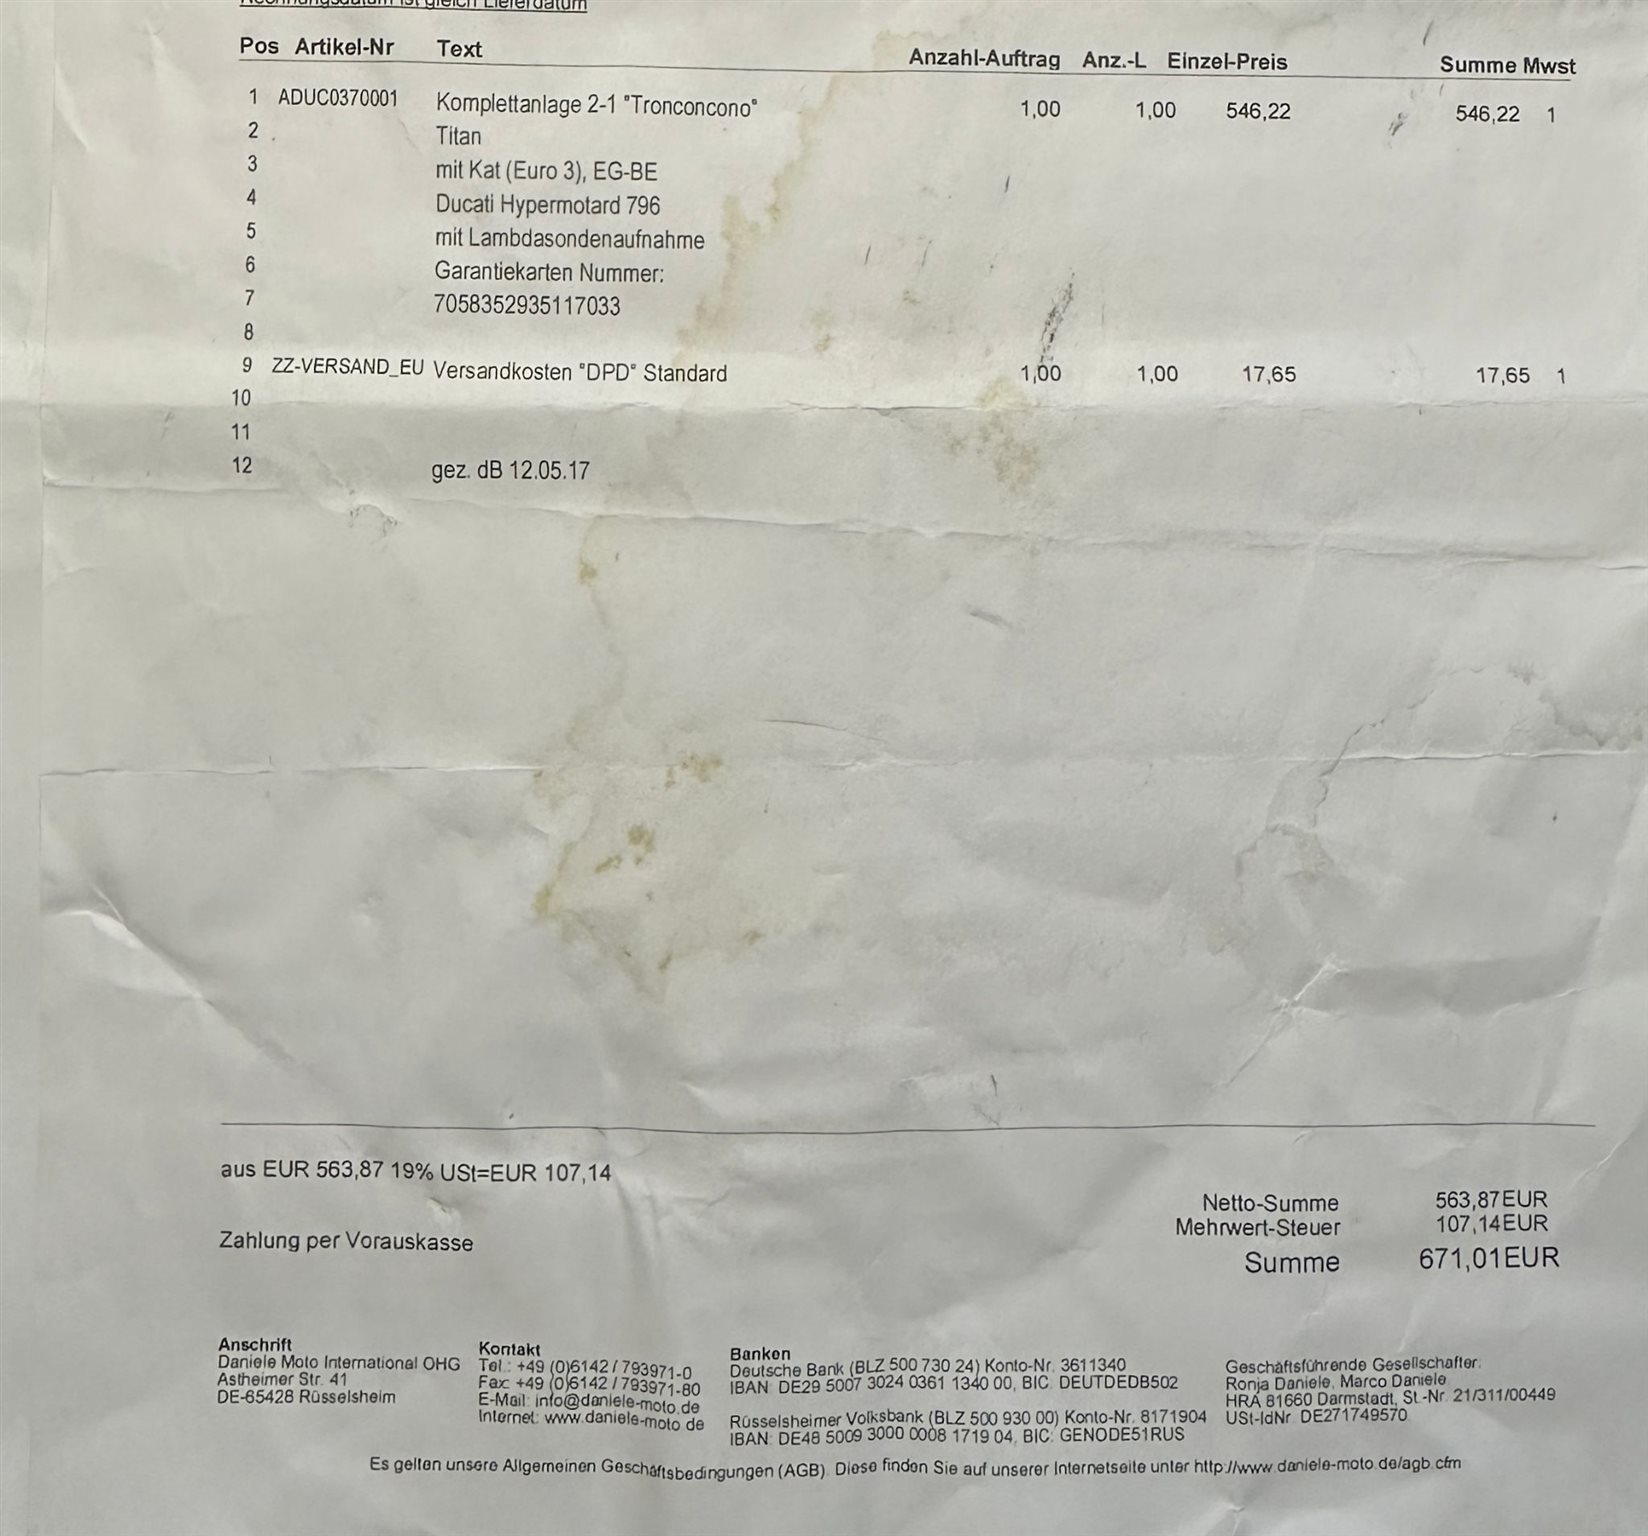 Rechnungsdatum ist gleich Lieferdatum
Pos Artikel-Nr Text Anzahl-Auftrag Anz.-L Einzel-Preis Summe Mwst
1 ADUC0370001 Komplettanlage 2-1 "Tronconcono" 1,00 1,00 546,22 546,22 1
2 Titan
3 mit Kat (Euro 3), EG-BE
4 Ducati Hypermotard 796
5 mit Lambdasondenaufnahme
6 Garantiekarten Nummer:
7 7058352935117033
8
9 ZZ-VERSAND_EU Versandkosten "DPD" Standard 1,00 1,00 17,65 17,65 1
10
11
12 gez. dB 12.05.17
aus EUR 563,87 19% USt=EUR 107,14
Netto-Summe 563,87EUR
Mehrwert-Steuer 107,14EUR
Zahlung per Vorauskasse
Summe 671,01EUR
Anschrift
Daniele Moto International OHG
Astheimer Str. 41
DE-65428 Rüsselsheim
Kontakt
Tel.: +49 (0)6142 / 793971-0
Fax: +49 (0)6142 / 793971-80
E-Mail: info@daniele-moto.de
Internet: www.daniele-moto.de
Banken
Deutsche Bank (BLZ 500 730 24) Konto-Nr. 3611340
IBAN: DE29 5007 3024 0361 1340 00, BIC: DEUTDEDB502
Rüsselsheimer Volksbank (BLZ 500 930 00) Konto-Nr. 8171904
IBAN: DE48 5009 3000 0008 1719 04, BIC: GENODE51RUS
Geschäftsführende Gesellschafter:
Ronja Daniele, Marco Daniele
HRA 81660 Darmstadt, St.-Nr. 21/311/00449
USt-IdNr. DE271749570
Es gelten unsere Allgemeinen Geschäftsbedingungen (AGB). Diese finden Sie auf unserer Internetseite unter http://www.daniele-moto.de/agb.cfm